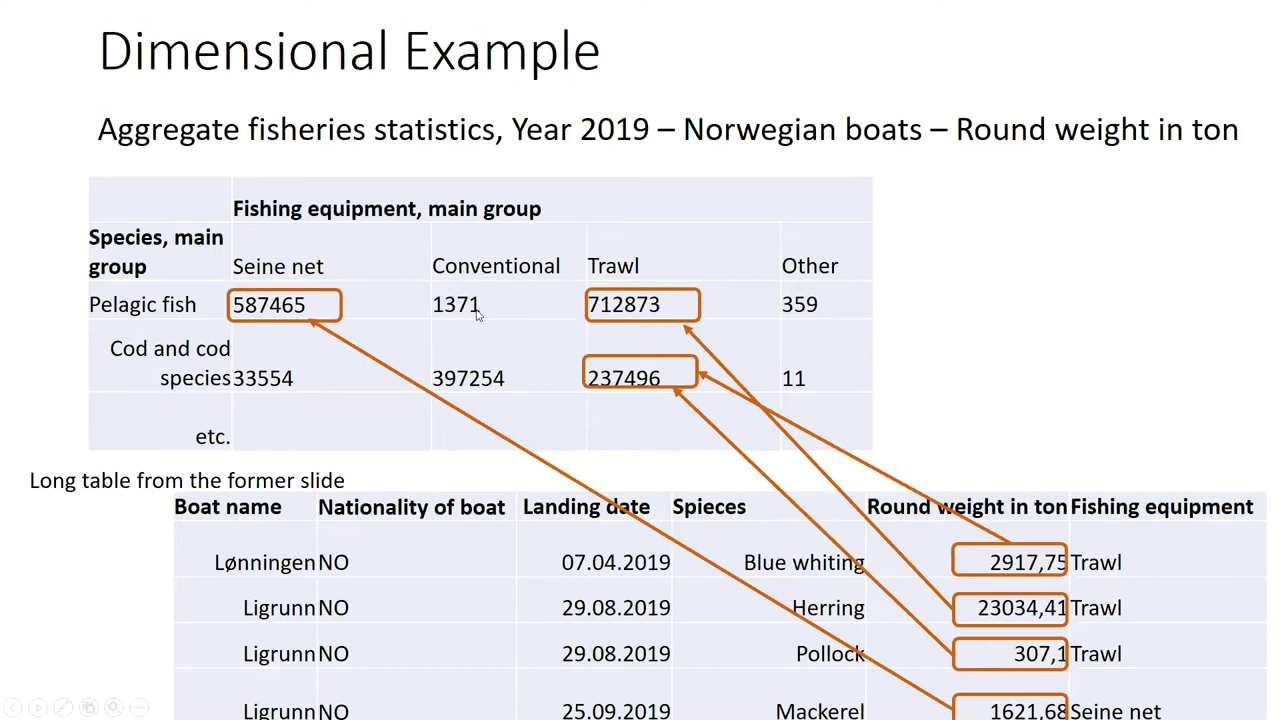 Dimensional Example
Aggregate fisheries statistics, Year 2019 – Norwegian boats – Round weight in ton
Fishing equipment, main group
Species, main
group Seine net Conventional Trawl Other
Pelagic fish 587465 1371 712873 359
Cod and cod
species 33554 397254 237496 11
etc.
Long table from the former slide
Boat name Nationality of boat Landing date Spieces Round weight in ton Fishing equipment
Lønningen NO 07.04.2019 Blue whiting 2917,75 Trawl
Ligrunn NO 29.08.2019 Herring 23034,41 Trawl
Ligrunn NO 29.08.2019 Pollock 307,1 Trawl
Ligrunn NO 25.09.2019 Mackerel 1621,68 Seine net